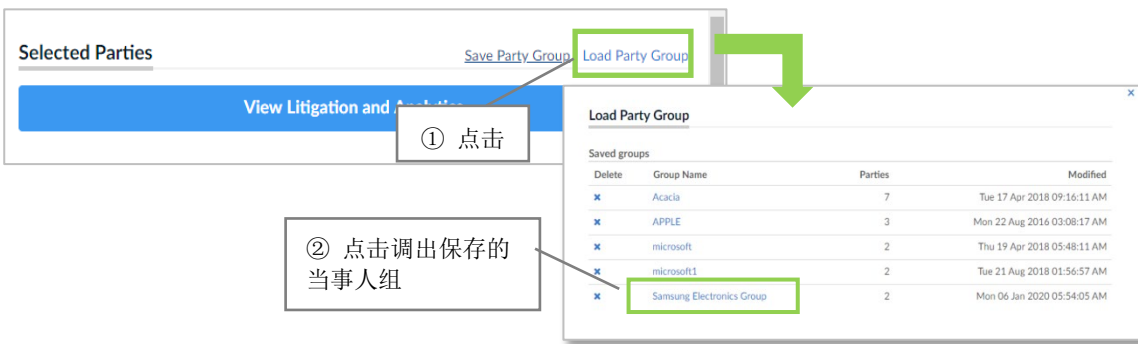 Selected Parties
Save Party Group Load Party Group
View Litigation and
① 点击
×
Load Party Group
Saved groups
Delete Group Name Parties Modified
× Acacia 7 Tue 17 Apr 2018 09:16:11 AM
× APPLE 3 Mon 22 Aug 2016 03:08:17 AM
× microsoft 2 Thu 19 Apr 2018 05:48:11 AM
× microsoft1 2 Tue 21 Aug 2018 01:56:57 AM
× Samsung Electronics Group 2 Mon 06 Jan 2020 05:54:05 AM
② 点击调出保存的
当事人组